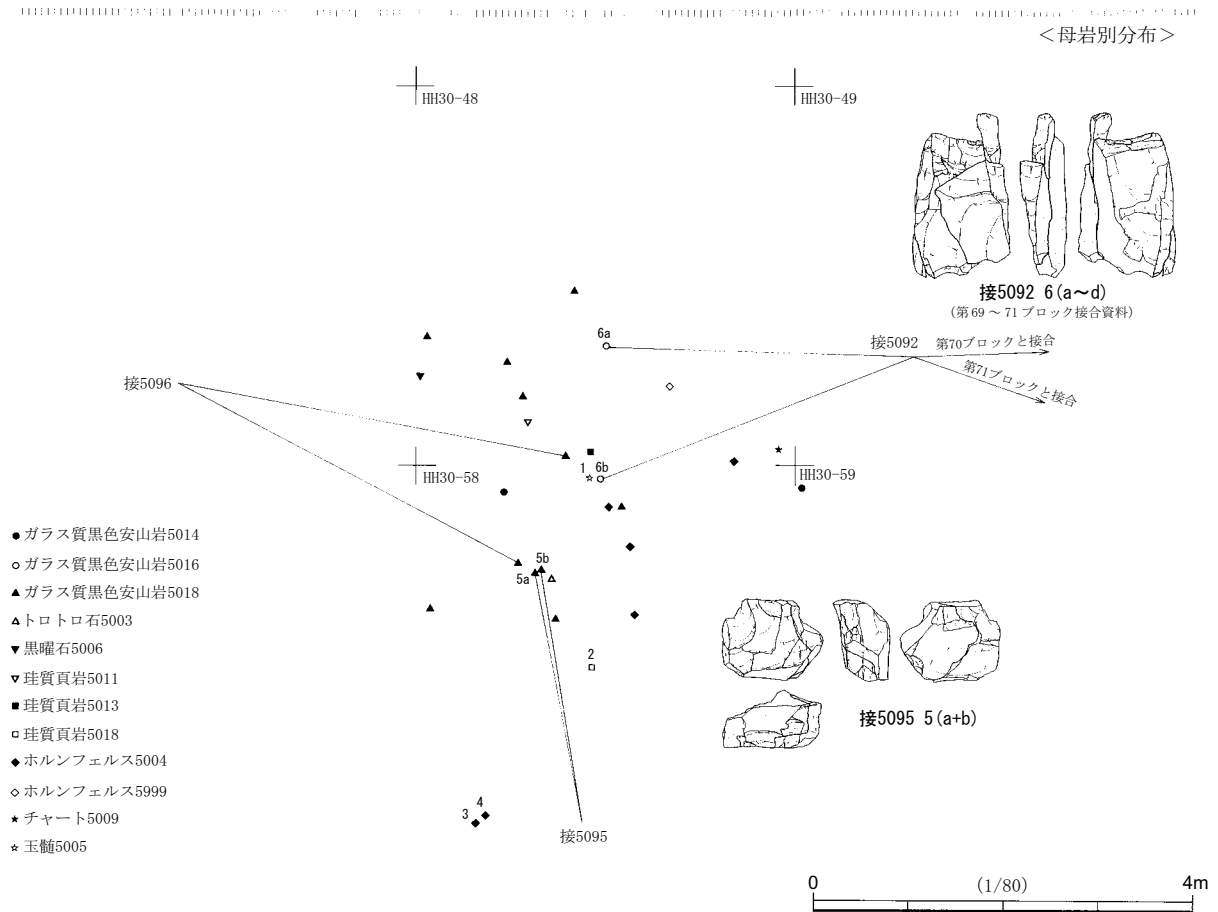 ＜母岩別分布＞
HH30-48
HH30-49
接5092 6(a～d)
(第69～71ブロック接合資料)
6a
接5092
第70ブロックと接合
第71ブロックと接合
接5096
1
6b
HH30-58
HH30-59
5b
5a
2
接5095 5(a+b)
4
3
接5095
●ガラス質黒色安山岩5014
○ガラス質黒色安山岩5016
▲ガラス質黒色安山岩5018
△トロトロ石5003
▼黒曜石5006
▽珪質頁岩5011
■珪質頁岩5013
□珪質頁岩5018
◆ホルンフェルス5004
◇ホルンフェルス5999
★チャート5009
☆玉髄5005
0
(1/80)
4m